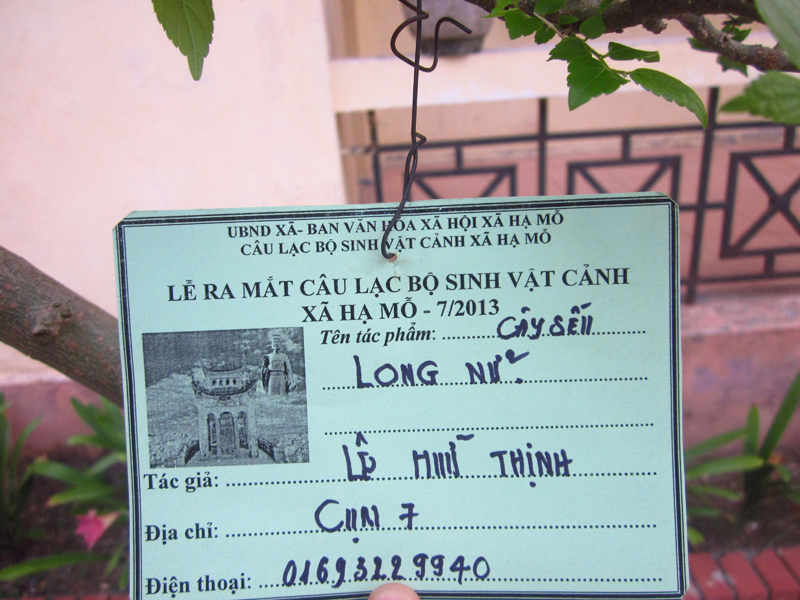 UBND XÃ- BAN VĂN HÓA XÃ HỘI XÃ HẠ MỖ
CÂU LẠC BỘ SINH VẬT CẢNH XÃ HẠ MỖ
LỄ RA MẮT CÂU LẠC BỘ SINH VẬT CẢNH
XÃ HẠ MỖ - 7/2013
Tên tác phẩm: CÂY SẾU
LONG NỮ
Tác giả: LÊ HỮU THỊNH
Địa chỉ: CỤM 7
Điện thoại: 01693229940